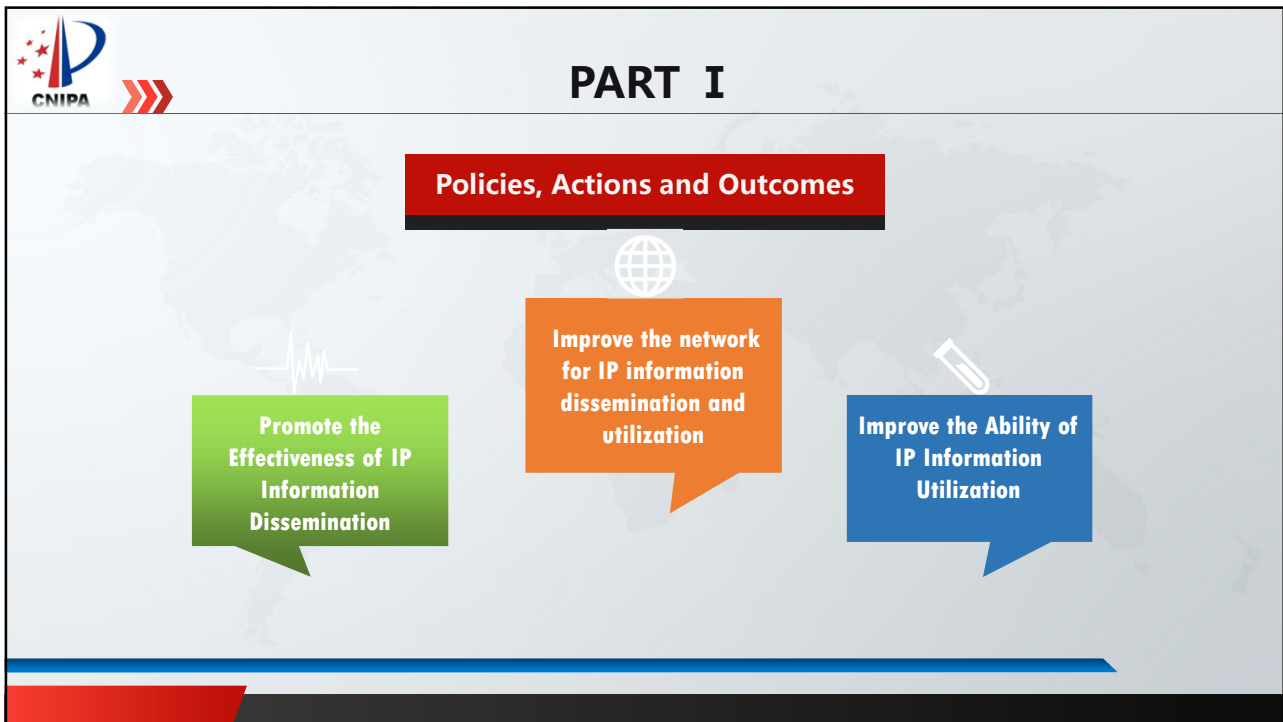 CNIPA
PART I
Policies, Actions and Outcomes
Promote the
Effectiveness of IP
Information
Dissemination
Improve the network
for IP information
dissemination and
utilization
Improve the Ability of
IP Information
Utilization